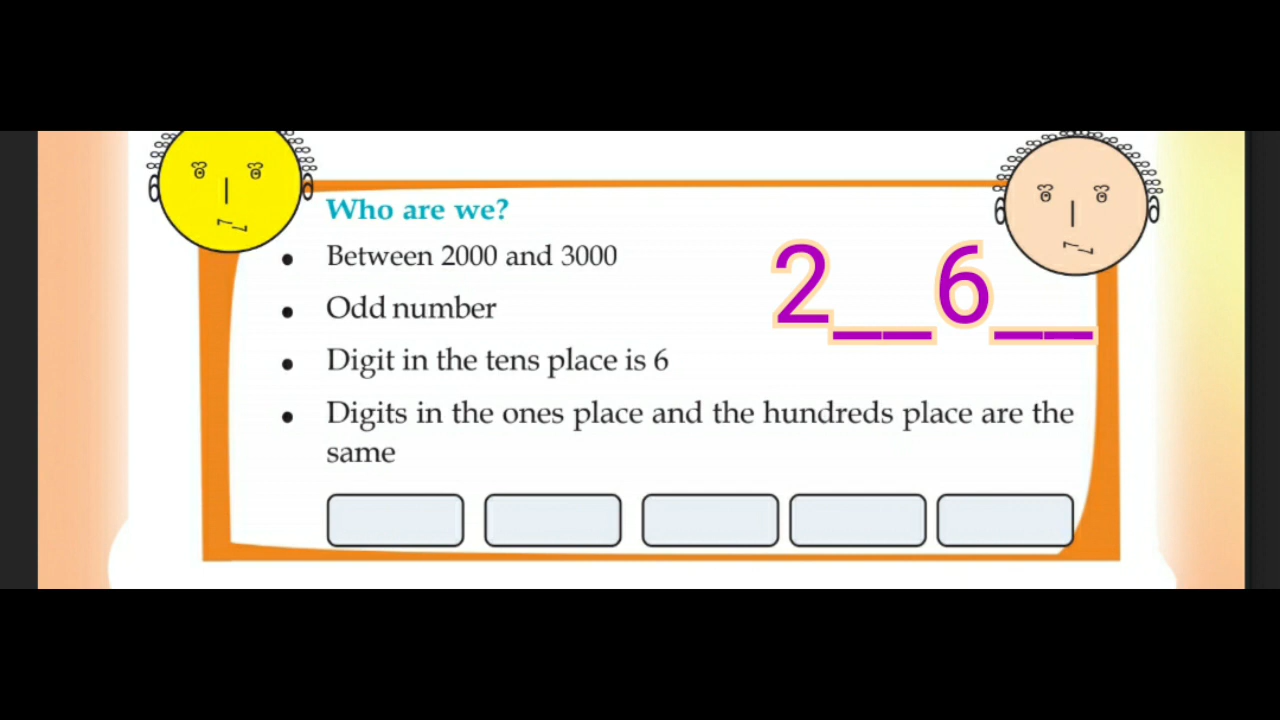 Who are we?
• Between 2000 and 3000
• Odd number
• Digit in the tens place is 6
• Digits in the ones place and the hundreds place are the
same
2__6__